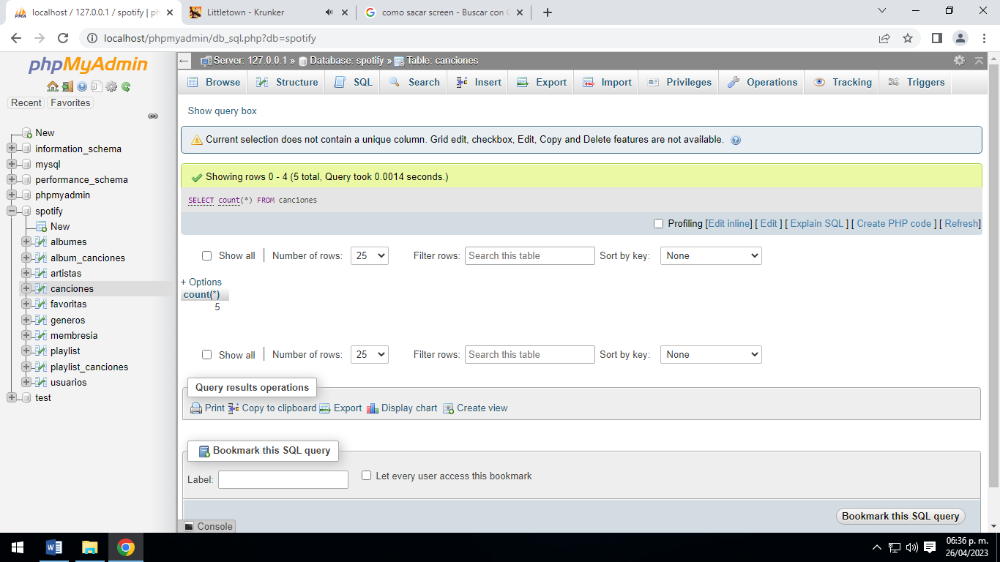 localhost / 127.0.0.1 / spotify | ph
Littletown - Krunker
como sacar screen - Buscar con G
localhost/phpmyadmin/db_sql.php?db=spotify
phpMyAdmin
Recent
Favorites
New
information_schema
mysql
performance_schema
phpmyadmin
spotify
New
albumes
album_canciones
artistas
canciones
favoritas
generos
membresia
playlist
playlist_canciones
usuarios
test
Server: 127.0.0.1 » Database: spotify » Table: canciones
Browse Structure SQL Search Insert Export Import Privileges Operations Tracking Triggers
Show query box
Current selection does not contain a unique column. Grid edit, checkbox, Edit, Copy and Delete features are not available.
Showing rows 0 - 4 (5 total, Query took 0.0014 seconds.)
SELECT count(*) FROM canciones
Profiling [Edit inline] [ Edit ] [ Explain SQL ] [ Create PHP code ] [ Refresh]
Show all | Number of rows: 25 Filter rows: Search this table Sort by key: None
+ Options
count(*)
5
Show all | Number of rows: 25 Filter rows: Search this table Sort by key: None
Query results operations
Print Copy to clipboard Export Display chart Create view
Bookmark this SQL query
Label: Let every user access this bookmark
Bookmark this SQL query
Console
06:36 p. m.
26/04/2023